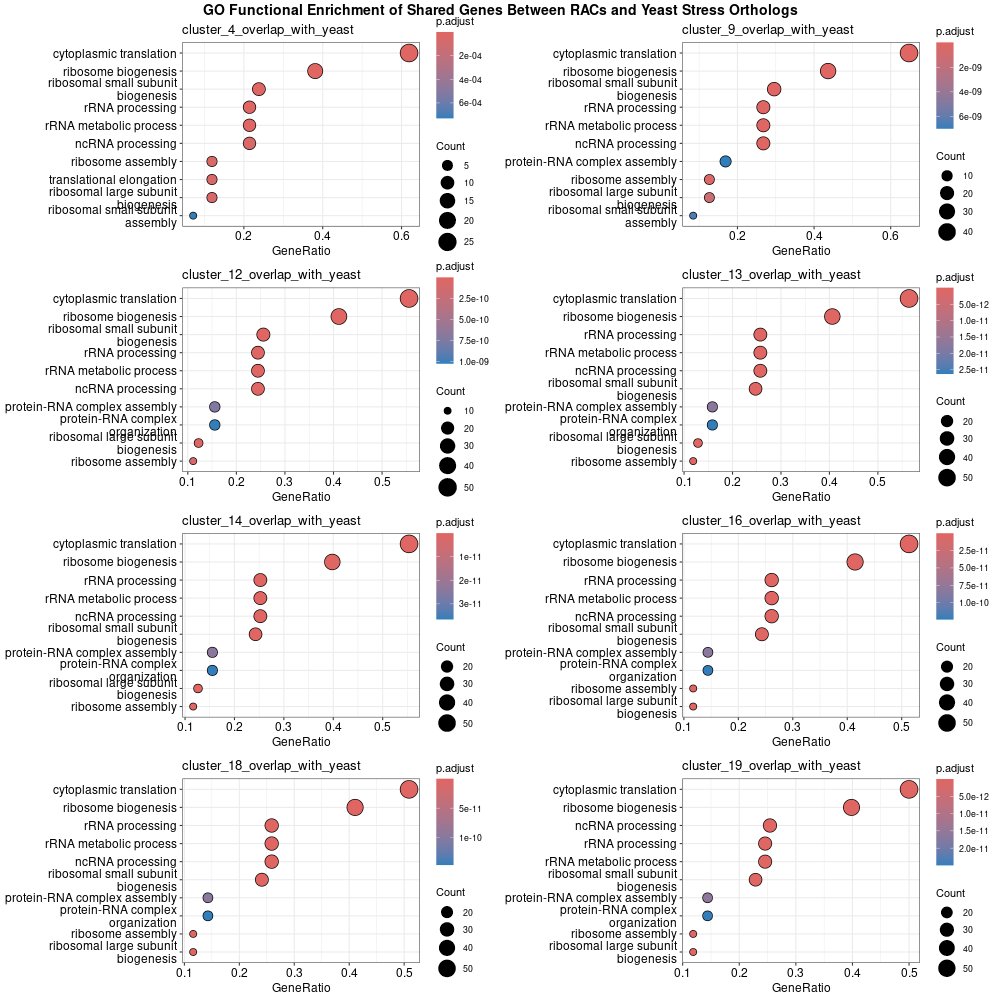 GO Functional Enrichment of Shared Genes Between RACs and Yeast Stress Orthologs
cluster_4_overlap_with_yeast
cytoplasmic translation
ribosome biogenesis
ribosomal small subunit
biogenesis
rRNA processing
rRNA metabolic process
ncRNA processing
ribosome assembly
translational elongation
ribosomal large subunit
biogenesis
ribosomal small subunit
assembly
0.2 0.4 0.6
GeneRatio
p.adjust
2e-04
4e-04
6e-04
Count
5
10
15
20
25
cluster_9_overlap_with_yeast
cytoplasmic translation
ribosome biogenesis
ribosomal small subunit
biogenesis
rRNA processing
rRNA metabolic process
ncRNA processing
protein-RNA complex assembly
ribosome assembly
ribosomal large subunit
biogenesis
ribosomal small subunit
assembly
0.2 0.4 0.6
GeneRatio
p.adjust
2e-09
4e-09
6e-09
Count
10
20
30
40
cluster_12_overlap_with_yeast
cytoplasmic translation
ribosome biogenesis
ribosomal small subunit
biogenesis
rRNA processing
rRNA metabolic process
ncRNA processing
protein-RNA complex assembly
protein-RNA complex
organization
ribosomal large subunit
biogenesis
ribosome assembly
0.1 0.2 0.3 0.4 0.5
GeneRatio
p.adjust
2.5e-10
5.0e-10
7.5e-10
1.0e-09
Count
10
20
30
40
50
cluster_13_overlap_with_yeast
cytoplasmic translation
ribosome biogenesis
rRNA processing
rRNA metabolic process
ncRNA processing
ribosomal small subunit
biogenesis
protein-RNA complex assembly
protein-RNA complex
organization
ribosomal large subunit
biogenesis
ribosome assembly
0.1 0.2 0.3 0.4 0.5
GeneRatio
p.adjust
5.0e-12
1.0e-11
1.5e-11
2.0e-11
2.5e-11
Count
20
30
40
50
cluster_14_overlap_with_yeast
cytoplasmic translation
ribosome biogenesis
rRNA processing
rRNA metabolic process
ncRNA processing
ribosomal small subunit
biogenesis
protein-RNA complex assembly
protein-RNA complex
organization
ribosomal large subunit
biogenesis
ribosome assembly
0.1 0.2 0.3 0.4 0.5
GeneRatio
p.adjust
1e-11
2e-11
3e-11
Count
20
30
40
50
cluster_16_overlap_with_yeast
cytoplasmic translation
ribosome biogenesis
rRNA processing
rRNA metabolic process
ncRNA processing
ribosomal small subunit
biogenesis
protein-RNA complex assembly
protein-RNA complex
organization
ribosome assembly
ribosomal large subunit
biogenesis
0.1 0.2 0.3 0.4 0.5
GeneRatio
p.adjust
2.5e-11
5.0e-11
7.5e-11
1.0e-10
Count
20
30
40
50
cluster_18_overlap_with_yeast
cytoplasmic translation
ribosome biogenesis
rRNA processing
rRNA metabolic process
ncRNA processing
ribosomal small subunit
biogenesis
protein-RNA complex assembly
protein-RNA complex
organization
ribosome assembly
ribosomal large subunit
biogenesis
0.1 0.2 0.3 0.4 0.5
GeneRatio
p.adjust
5e-11
1e-10
Count
20
30
40
50
cluster_19_overlap_with_yeast
cytoplasmic translation
ribosome biogenesis
ncRNA processing
rRNA processing
rRNA metabolic process
ribosomal small subunit
biogenesis
protein-RNA complex assembly
protein-RNA complex
organization
ribosome assembly
ribosomal large subunit
biogenesis
0.1 0.2 0.3 0.4 0.5
GeneRatio
p.adjust
5.0e-12
1.0e-11
1.5e-11
2.0e-11
Count
20
30
40
50